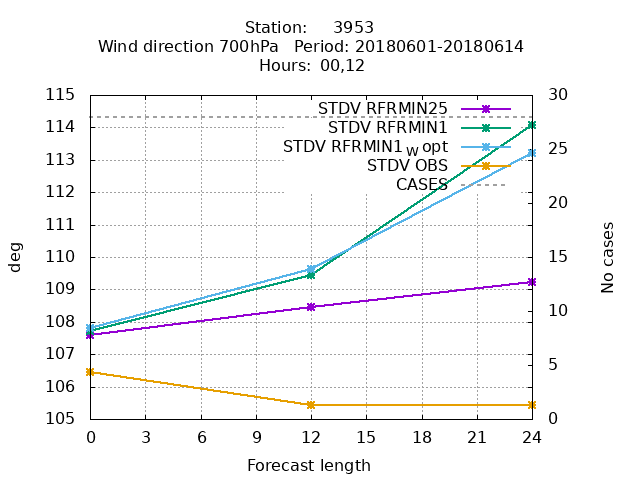 Station: 3953
Wind direction 700hPa Period: 20180601-20180614
Hours: 00,12
115
114
113
112
111
110
109
108
107
106
105
deg
30
25
20
15
10
5
0
No cases
STDV RFRMIN25
STDV RFRMIN1
STDV RFRMIN1 W opt
STDV OBS
CASES
0 3 6 9 12 15 18 21 24
Forecast length